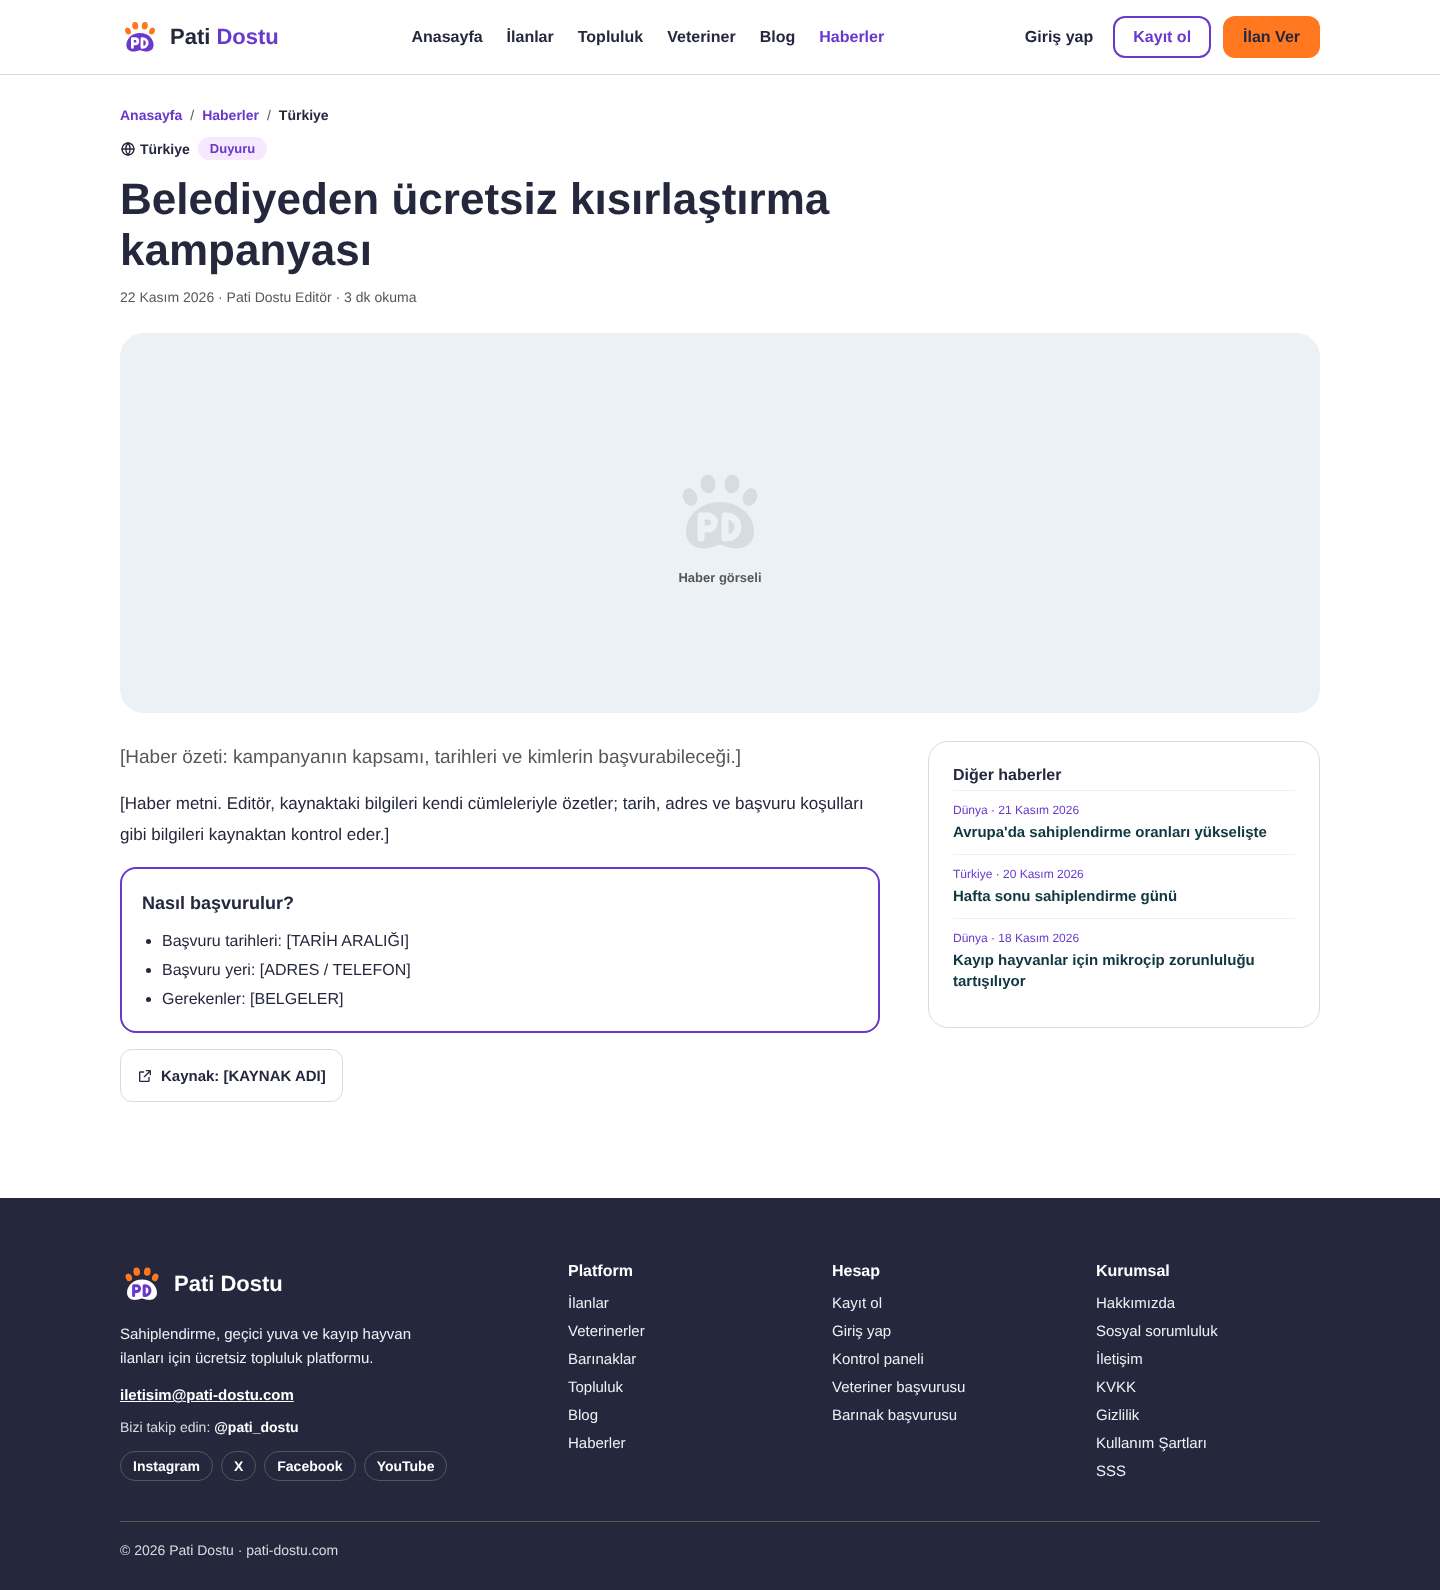 PD
Pati Dostu
Anasayfa İlanlar Topluluk Veteriner Blog Haberler
Giriş yap Kayıt ol İlan Ver
Anasayfa / Haberler / Türkiye
Türkiye Duyuru
Belediyeden ücretsiz kısırlaştırma
kampanyası
22 Kasım 2026 · Pati Dostu Editör · 3 dk okuma
PD
Haber görseli
[Haber özeti: kampanyanın kapsamı, tarihleri ve kimlerin başvurabileceği.]
[Haber metni. Editör, kaynaktaki bilgileri kendi cümleleriyle özetler; tarih, adres ve başvuru koşulları
gibi bilgileri kaynaktan kontrol eder.]
Nasıl başvurulur?
Başvuru tarihleri: [TARİH ARALIĞI]
Başvuru yeri: [ADRES / TELEFON]
Gerekenler: [BELGELER]
Kaynak: [KAYNAK ADI]
Diğer haberler
Dünya · 21 Kasım 2026
Avrupa'da sahiplendirme oranları yükselişte
Türkiye · 20 Kasım 2026
Hafta sonu sahiplendirme günü
Dünya · 18 Kasım 2026
Kayıp hayvanlar için mikroçip zorunluluğu
tartışılıyor
PD
Pati Dostu
Sahiplendirme, geçici yuva ve kayıp hayvan
ilanları için ücretsiz topluluk platformu.
iletisim@pati-dostu.com
Bizi takip edin: @pati_dostu
Instagram X Facebook YouTube
Platform
İlanlar
Veterinerler
Barınaklar
Topluluk
Blog
Haberler
Hesap
Kayıt ol
Giriş yap
Kontrol paneli
Veteriner başvurusu
Barınak başvurusu
Kurumsal
Hakkımızda
Sosyal sorumluluk
İletişim
KVKK
Gizlilik
Kullanım Şartları
SSS
© 2026 Pati Dostu · pati-dostu.com